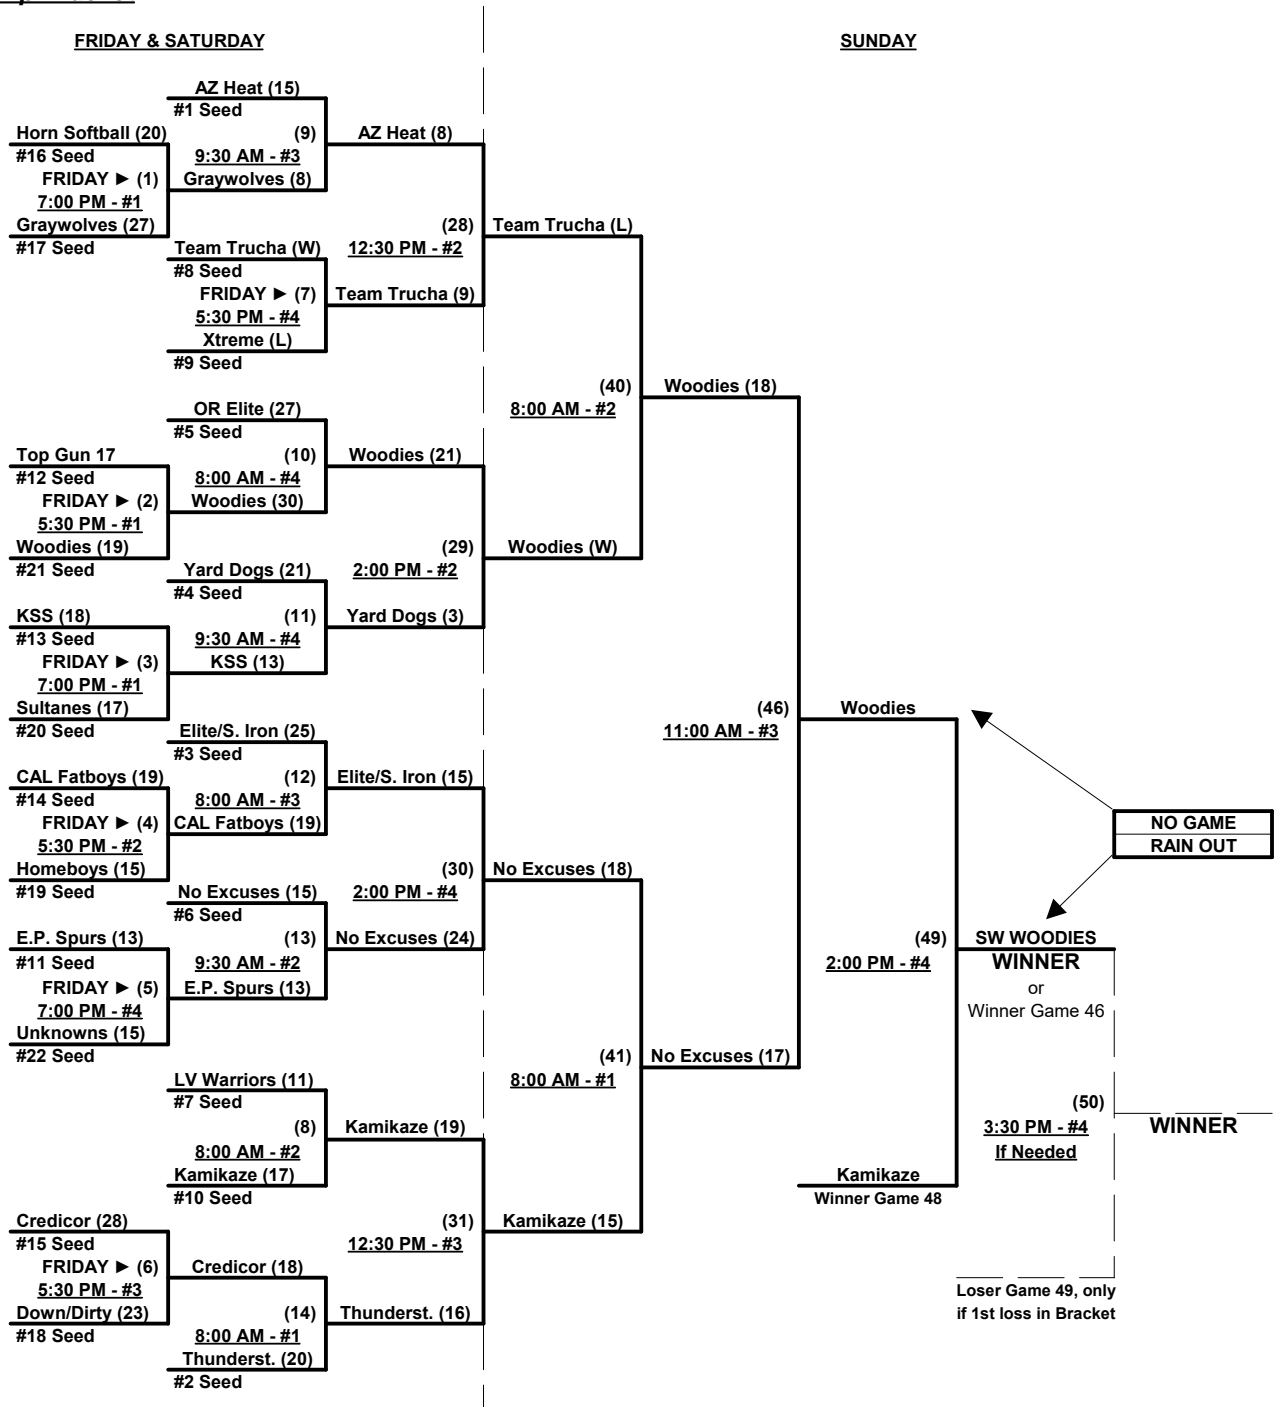 FRIDAY & SATURDAY
SUNDAY
AZ Heat (15)
#1 Seed
Horn Softball (20)
(9)
AZ Heat (8)
#16 Seed
9:30 AM - #3
FRIDAY ► (1)
Graywolves (8)
7:00 PM - #1
Graywolves (27)
(28)
Team Trucha (L)
#17 Seed
Team Trucha (W)
12:30 PM - #2
#8 Seed
FRIDAY ► (7)
Team Trucha (9)
5:30 PM - #4
Xtreme (L)
#9 Seed
(40)
Woodies (18)
OR Elite (27)
8:00 AM - #2
#5 Seed
Top Gun 17
(10)
Woodies (21)
#12 Seed
8:00 AM - #4
FRIDAY ► (2)
Woodies (30)
5:30 PM - #1
Woodies (19)
(29)
Woodies (W)
#21 Seed
Yard Dogs (21)
2:00 PM - #2
#4 Seed
KSS (18)
(11)
Yard Dogs (3)
#13 Seed
9:30 AM - #4
FRIDAY ► (3)
KSS (13)
7:00 PM - #1
Sultanes (17)
(46)
Woodies
#20 Seed
Elite/S. Iron (25)
11:00 AM - #3
#3 Seed
CAL Fatboys (19)
(12)
Elite/S. Iron (15)
#14 Seed
8:00 AM - #3
FRIDAY ► (4)
CAL Fatboys (19)
NO GAME
5:30 PM - #2
RAIN OUT
Homeboys (15)
(30)
No Excuses (18)
#19 Seed
No Excuses (15)
2:00 PM - #4
#6 Seed
E.P. Spurs (13)
(13)
No Excuses (24)
(49)
SW WOODIES
#11 Seed
9:30 AM - #2
2:00 PM - #4
WINNER
FRIDAY ► (5)
E.P. Spurs (13)
or
7:00 PM - #4
Winner Game 46
Unknowns (15)
#22 Seed
(41)
No Excuses (17)
LV Warriors (11)
8:00 AM - #1
#7 Seed
(50)
(8)
Kamikaze (19)
3:30 PM - #4
WINNER
8:00 AM - #2
If Needed
Kamikaze (17)
Kamikaze
#10 Seed
Winner Game 48
Credicor (28)
(31)
Kamikaze (15)
#15 Seed
12:30 PM - #3
FRIDAY ► (6)
Credicor (18)
5:30 PM - #3
Loser Game 49, only
Down/Dirty (23)
(14)
Thunderst. (16)
if 1st loss in Bracket
#18 Seed
8:00 AM - #1
Thunderst. (20)
#2 Seed